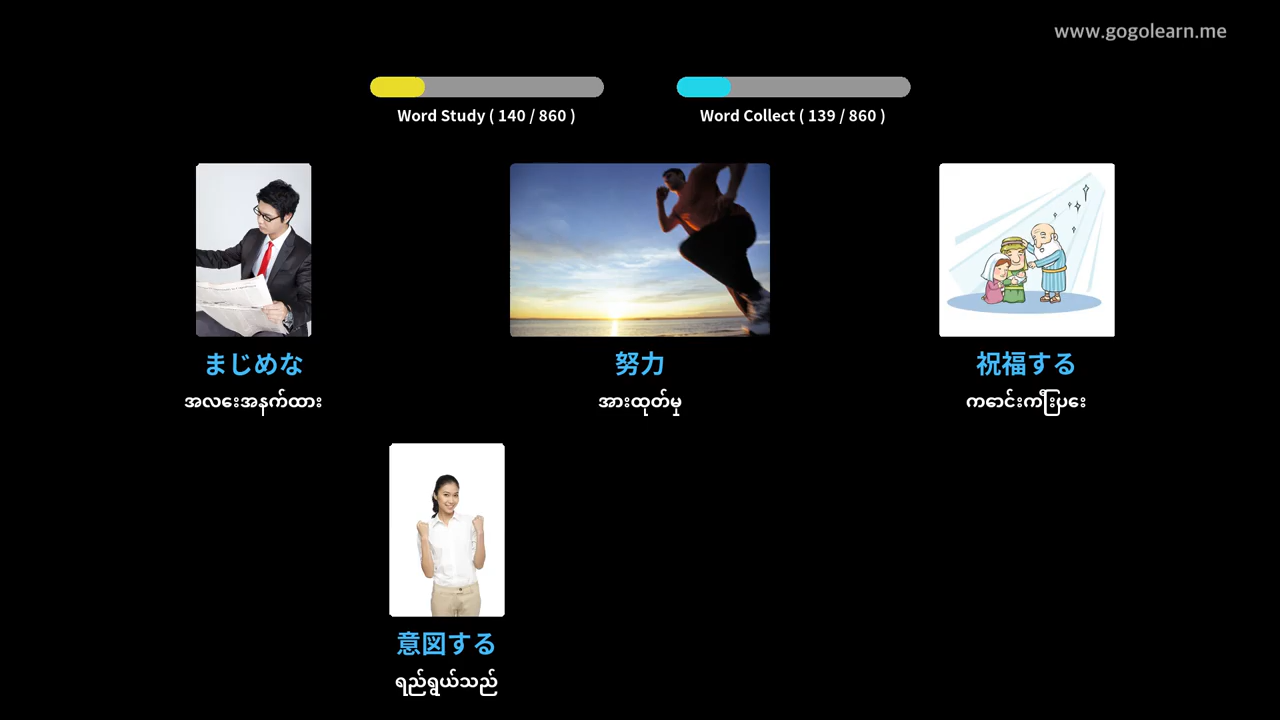 www.gogolearn.me
Word Study ( 140 / 860 )
Word Collect ( 139 / 860 )
まじめな
အလေးအနက်ထား
努力
အားထုတ်မှ
祝福する
ကောင်းကြီးပေး
意図する
ရည်ရွယ်သည်